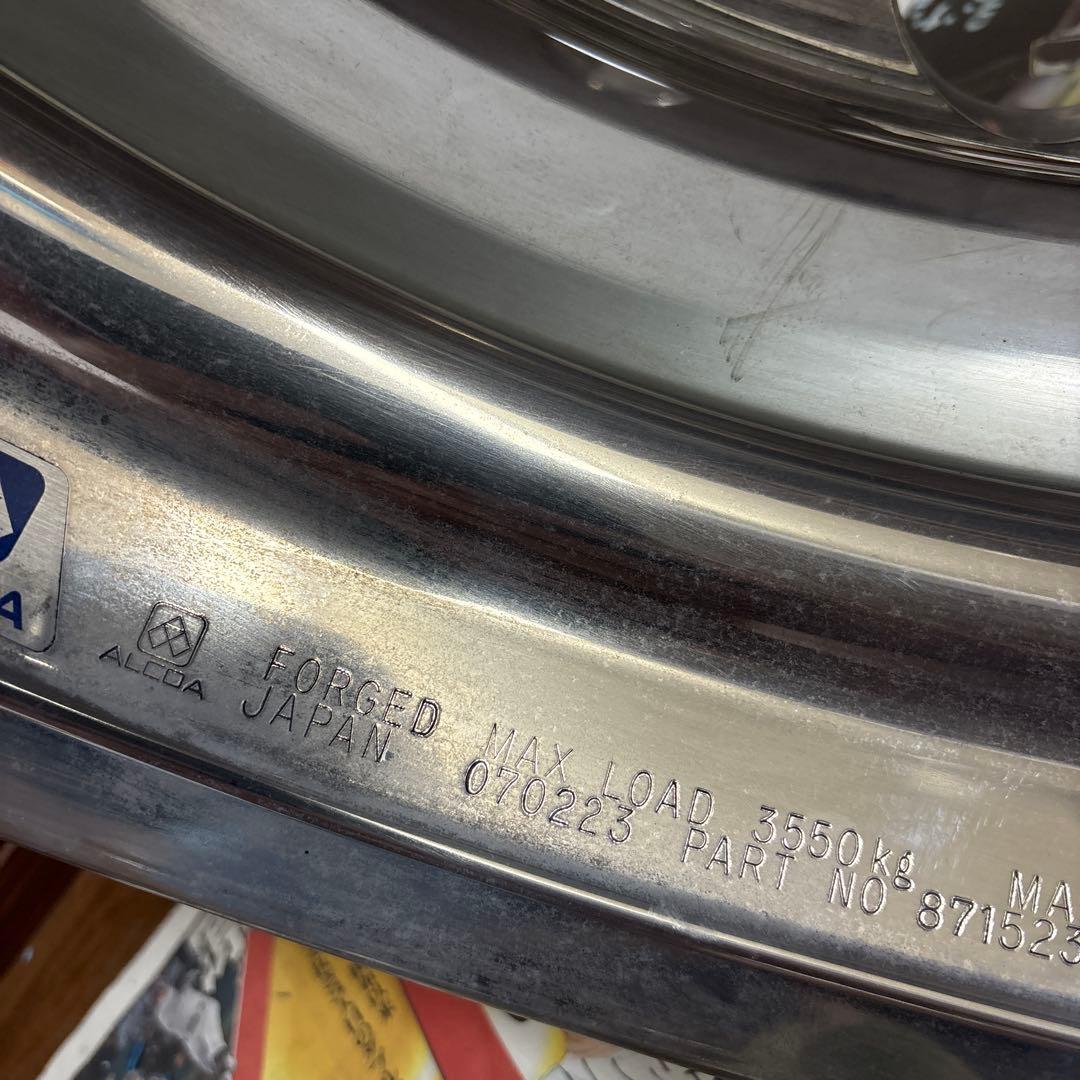 A
ALCOA
FORGED MAX LOAD 3550kg MA
JAPAN 070223 PART NO 871523